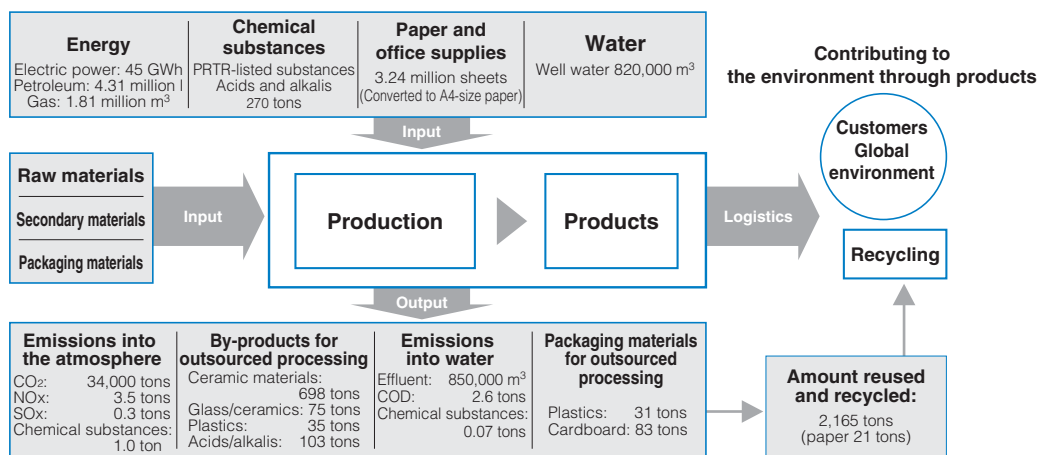 Energy
Electric power: 45 GWh
Petroleum: 4.31 million l
Gas: 1.81 million m³
Chemical
substances
PRTR-listed substances
Acids and alkalis
270 tons
Paper and
office supplies
3.24 million sheets
(Converted to A4-size paper)
Water
Well water 820,000 m³
Contributing to
the environment through products
Customers
Global
environment
Input
Raw materials
Secondary materials
Packaging materials
Input
Production
Products
Logistics
Recycling
Output
Emissions into
the atmosphere
CO₂: 34,000 tons
NOx: 3.5 tons
SOx: 0.3 tons
Chemical substances:
1.0 ton
By-products for
outsourced processing
Ceramic materials:
698 tons
Glass/ceramics: 75 tons
Plastics: 35 tons
Acids/alkalis: 103 tons
Emissions
into water
Effluent: 850,000 m³
COD: 2.6 tons
Chemical substances:
0.07 tons
Packaging materials
for outsourced
processing
Plastics: 31 tons
Cardboard: 83 tons
Amount reused
and recycled:
2,165 tons
(paper 21 tons)